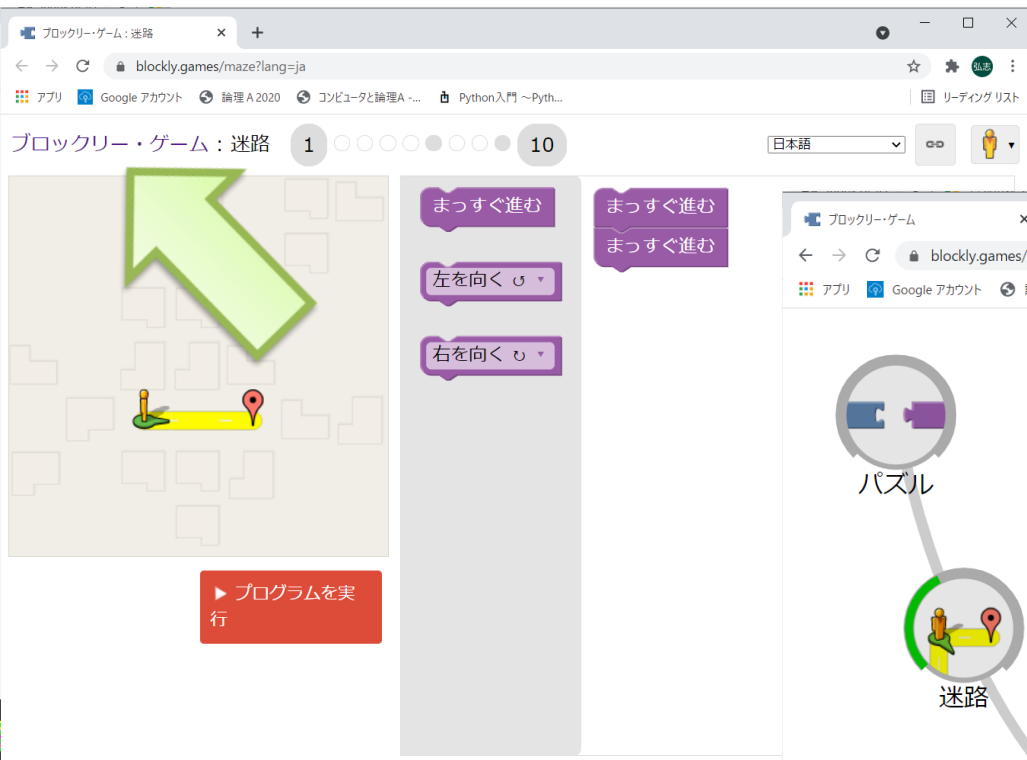 ブロックリー・ゲーム : 迷路
blockly.games/maze?lang=ja
弘志
アプリ Google アカウント 論理A2020 コンピュータと論理A -... Python入門 ～Pyth... リーディング リスト
ブロックリー・ゲーム : 迷路 1 10 日本語
まっすぐ進む
左を向く ↺
右を向く ↻
まっすぐ進む
まっすぐ進む
プログラムを実
行
ブロックリー・ゲーム
blockly.games/
アプリ Google アカウント
パズル
迷路